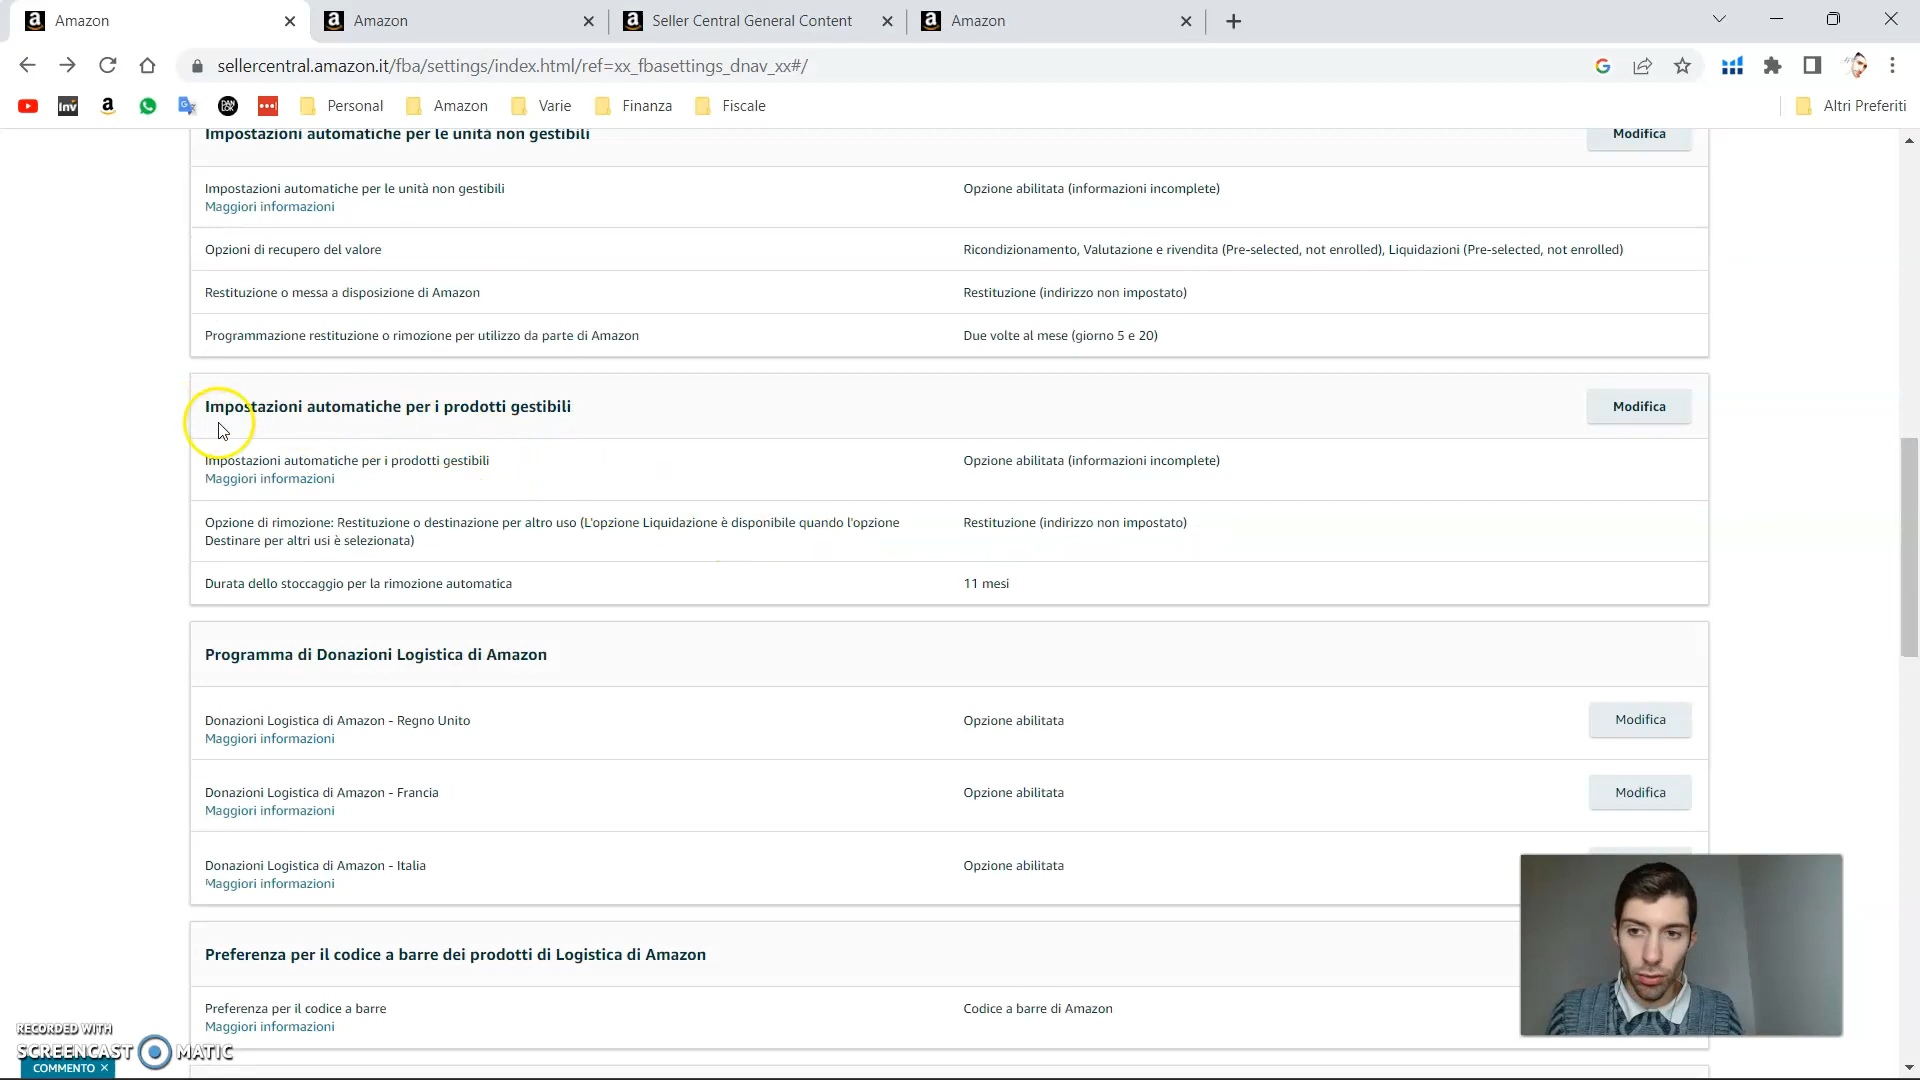 Amazon
Amazon
Seller Central General Content
Amazon
sellercentral.amazon.it/fba/settings/index.html/ref=xx_fbasettings_dnav_xx#/
Inv
PAN LOK
Personal
Amazon
Varie
Finanza
Fiscale
Altri Preferiti
Impostazioni automatiche per le unità non gestibili
Modifica
Impostazioni automatiche per le unità non gestibili
Opzione abilitata (informazioni incomplete)
Maggiori informazioni
Opzioni di recupero del valore
Ricondizionamento, Valutazione e rivendita (Pre-selected, not enrolled), Liquidazioni (Pre-selected, not enrolled)
Restituzione o messa a disposizione di Amazon
Restituzione (indirizzo non impostato)
Programmazione restituzione o rimozione per utilizzo da parte di Amazon
Due volte al mese (giorno 5 e 20)
Impostazioni automatiche per i prodotti gestibili
Modifica
Impostazioni automatiche per i prodotti gestibili
Opzione abilitata (informazioni incomplete)
Maggiori informazioni
Opzione di rimozione: Restituzione o destinazione per altro uso (L'opzione Liquidazione è disponibile quando l'opzione
Destinare per altri usi è selezionata)
Restituzione (indirizzo non impostato)
Durata dello stoccaggio per la rimozione automatica
11 mesi
Programma di Donazioni Logistica di Amazon
Donazioni Logistica di Amazon - Regno Unito
Opzione abilitata
Modifica
Maggiori informazioni
Donazioni Logistica di Amazon - Francia
Opzione abilitata
Modifica
Maggiori informazioni
Donazioni Logistica di Amazon - Italia
Opzione abilitata
Maggiori informazioni
Preferenza per il codice a barre dei prodotti di Logistica di Amazon
Preferenza per il codice a barre
Codice a barre di Amazon
Maggiori informazioni
RECORDED WITH
SCREENCAST MATIC
COMMENTO ×